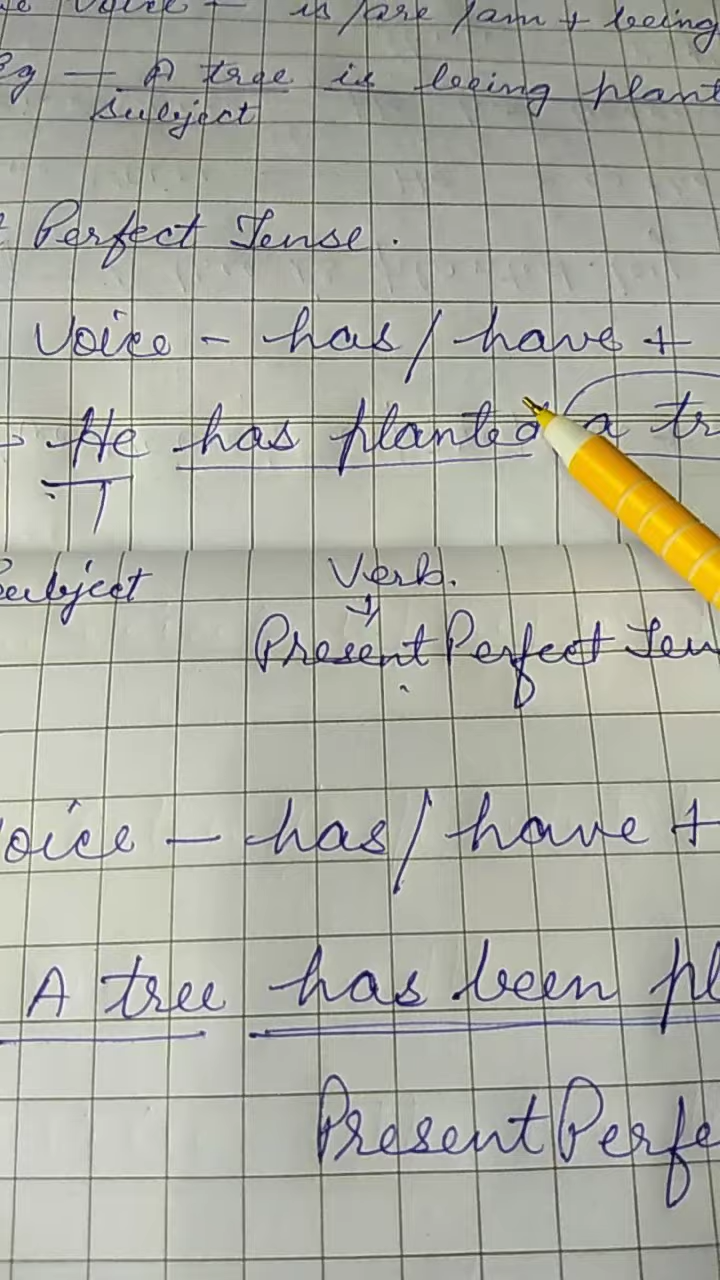 Voice - is/are/am + being
Eg - A tree is being plant
Subject
Perfect Tense.
Voice - has/have +
He has planted a tr
Subject Verb.
Present Perfect Ten
oice - has/have +
A tree has been pl
Present Perfe